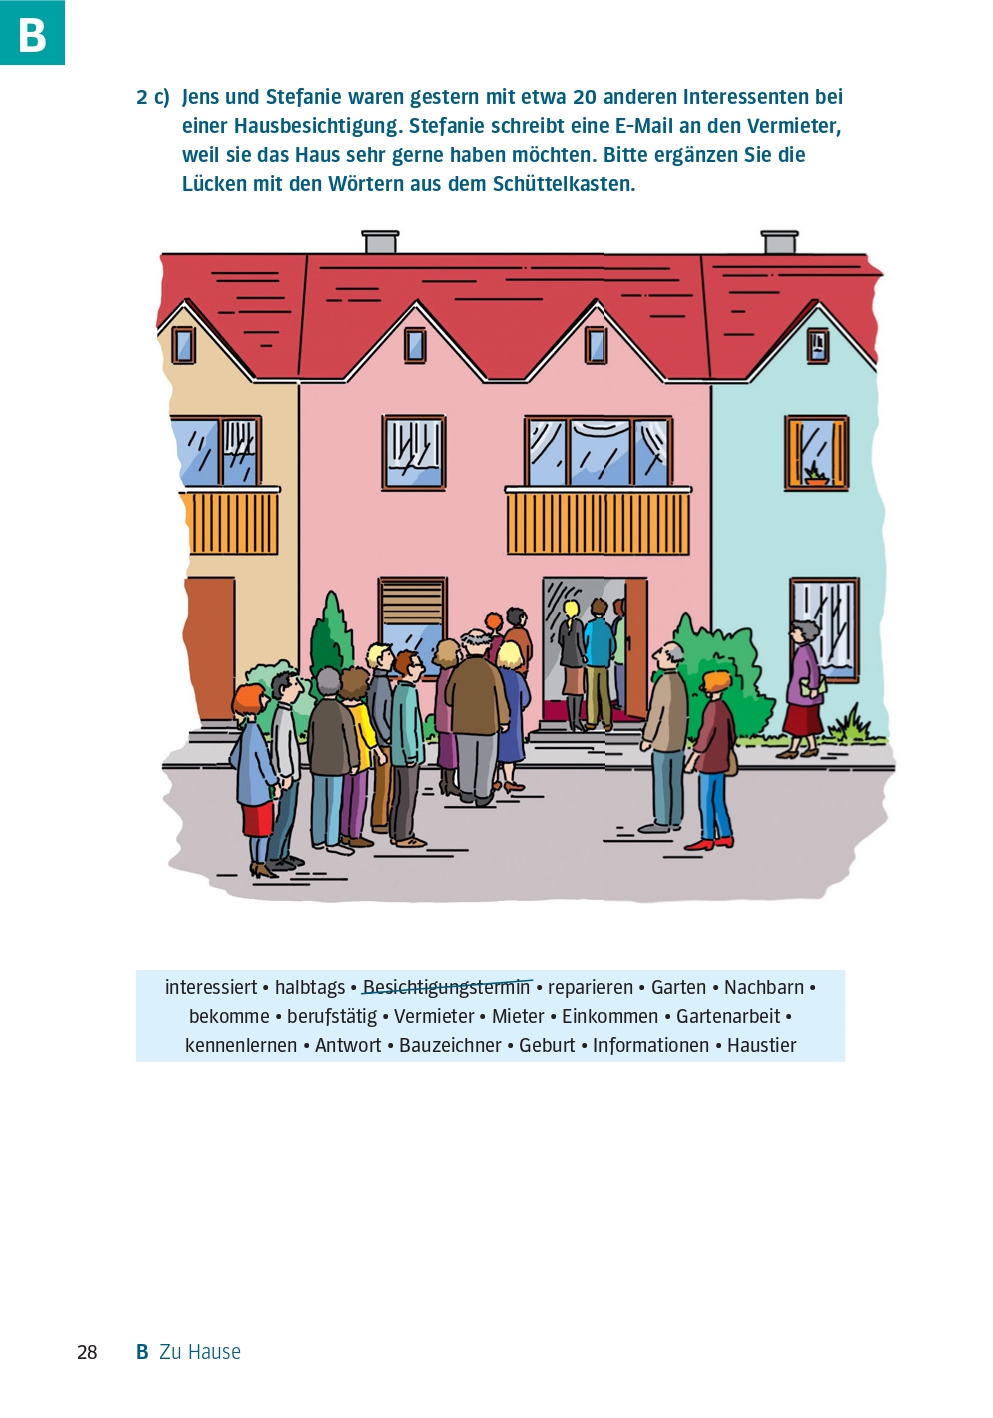 B
2 c) Jens und Stefanie waren gestern mit etwa 20 anderen Interessenten bei
einer Hausbesichtigung. Stefanie schreibt eine E-Mail an den Vermieter,
weil sie das Haus sehr gerne haben möchten. Bitte ergänzen Sie die
Lücken mit den Wörtern aus dem Schüttelkasten.
interessiert • halbtags • Besichtigungstermin • reparieren • Garten • Nachbarn •
bekomme • berufstätig • Vermieter • Mieter • Einkommen • Gartenarbeit •
kennenlernen • Antwort • Bauzeichner • Geburt • Informationen • Haustier
28 B Zu Hause